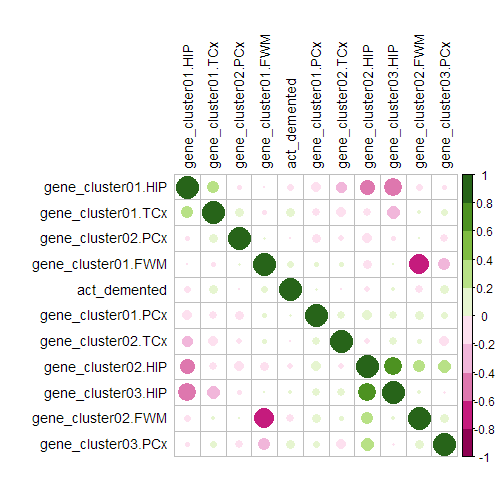 gene_cluster01.HIP
gene_cluster01.TCx
gene_cluster02.PCx
gene_cluster01.FWM
act_demented
gene_cluster01.PCx
gene_cluster02.TCx
gene_cluster02.HIP
gene_cluster03.HIP
gene_cluster02.FWM
gene_cluster03.PCx
gene_cluster01.HIP
gene_cluster01.TCx
gene_cluster02.PCx
gene_cluster01.FWM
act_demented
gene_cluster01.PCx
gene_cluster02.TCx
gene_cluster02.HIP
gene_cluster03.HIP
gene_cluster02.FWM
gene_cluster03.PCx
1
0.8
0.6
0.4
0.2
0
-0.2
-0.4
-0.6
-0.8
-1